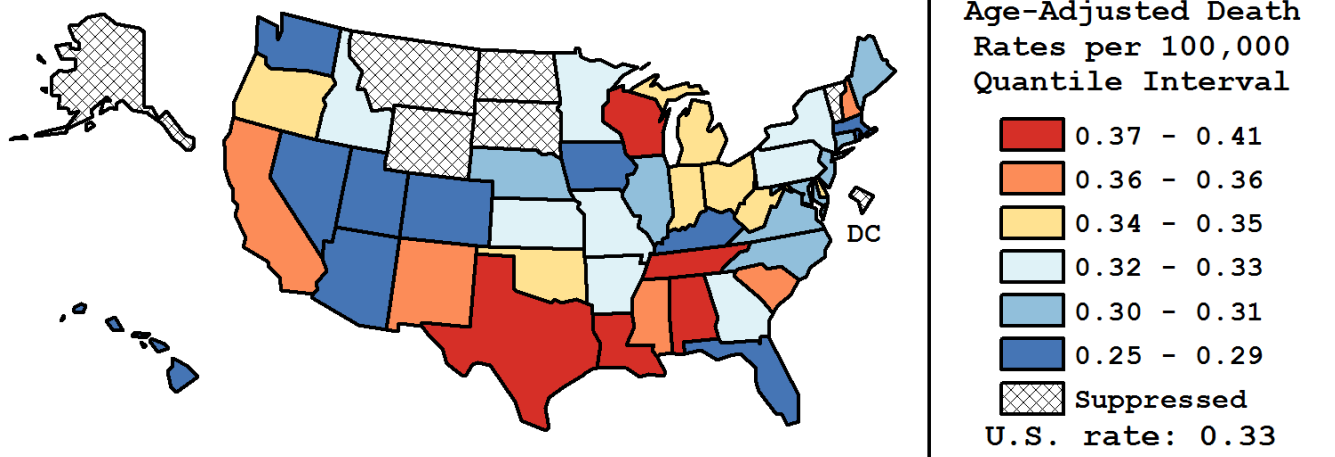 DC
Age-Adjusted Death
Rates per 100,000
Quantile Interval
0.37 - 0.41
0.36 - 0.36
0.34 - 0.35
0.32 - 0.33
0.30 - 0.31
0.25 - 0.29
Suppressed
U.S. rate: 0.33